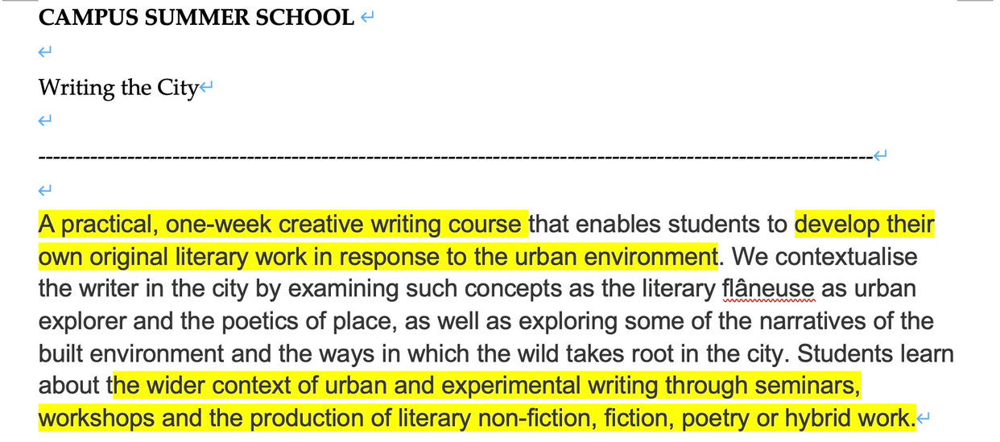 CAMPUS SUMMER SCHOOL
Writing the City
------------------------------------------------------------------------------------------------------------------
A practical, one-week creative writing course that enables students to develop their
own original literary work in response to the urban environment. We contextualise
the writer in the city by examining such concepts as the literary flâneuse as urban
explorer and the poetics of place, as well as exploring some of the narratives of the
built environment and the ways in which the wild takes root in the city. Students learn
about the wider context of urban and experimental writing through seminars,
workshops and the production of literary non-fiction, fiction, poetry or hybrid work.